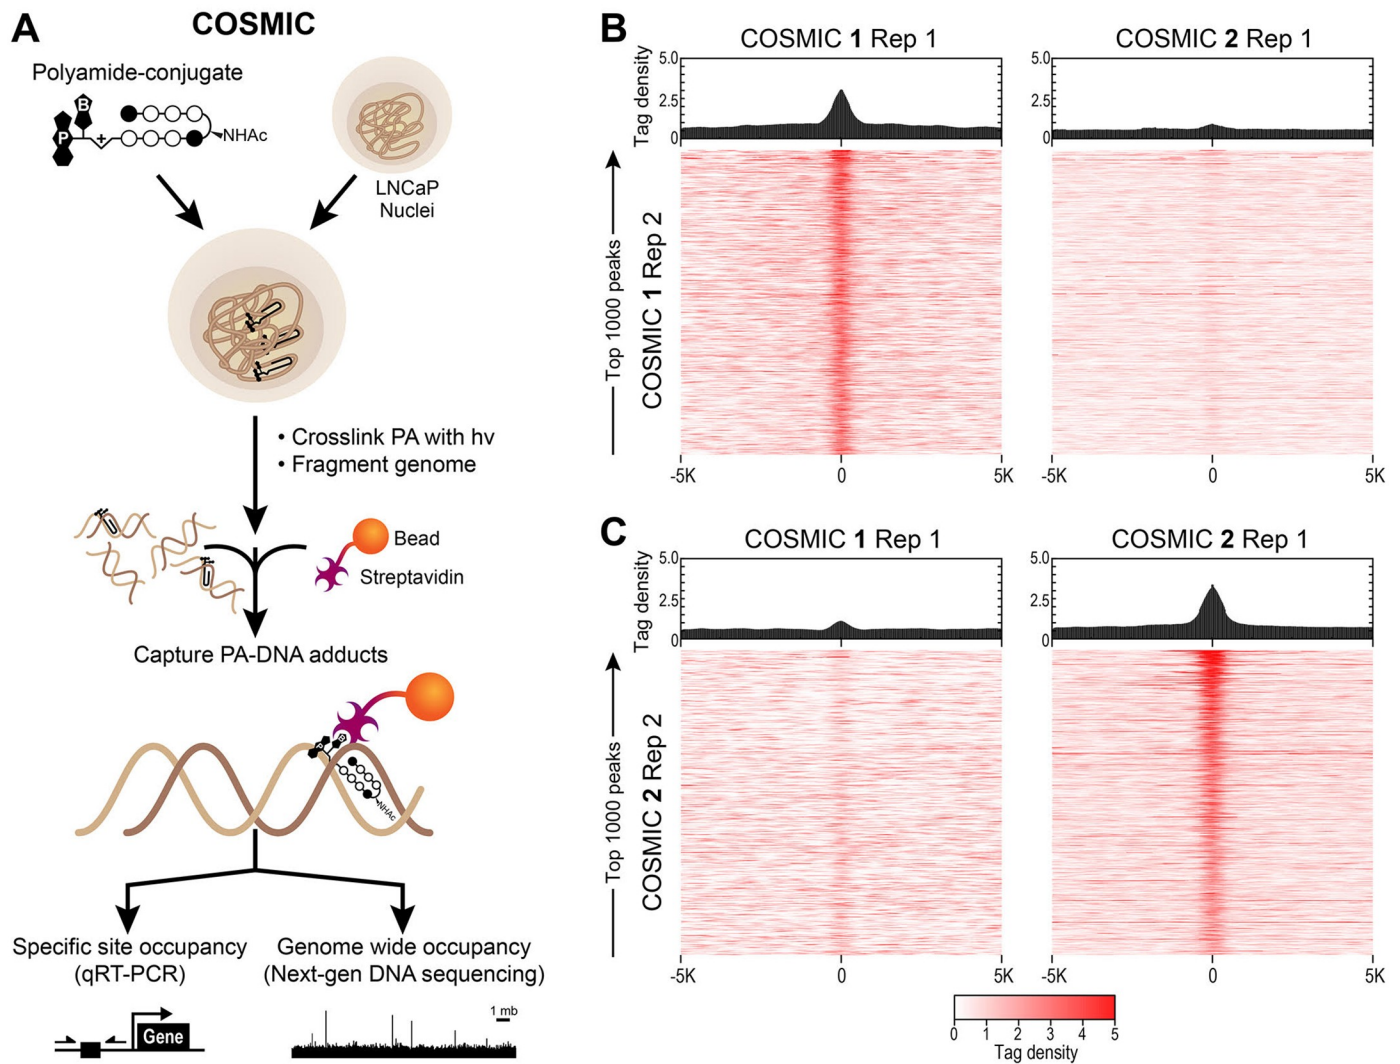 A
COSMIC
Polyamide-conjugate
B
P
+
NHAc
LNCaP
Nuclei
• Crosslink PA with hv
• Fragment genome
Bead
Streptavidin
Capture PA-DNA adducts
P
B
NHAc
Specific site occupancy
(qRT-PCR)
Genome wide occupancy
(Next-gen DNA sequencing)
Gene
1 mb
B
COSMIC 1 Rep 1
COSMIC 2 Rep 1
Tag density
5.0
2.5
0
5.0
2.5
0
Top 1000 peaks
COSMIC 1 Rep 2
-5K
0
5K
-5K
0
5K
C
COSMIC 1 Rep 1
COSMIC 2 Rep 1
Tag density
5.0
2.5
0
5.0
2.5
0
Top 1000 peaks
COSMIC 2 Rep 2
-5K
0
5K
-5K
0
5K
0 1 2 3 4 5
Tag density